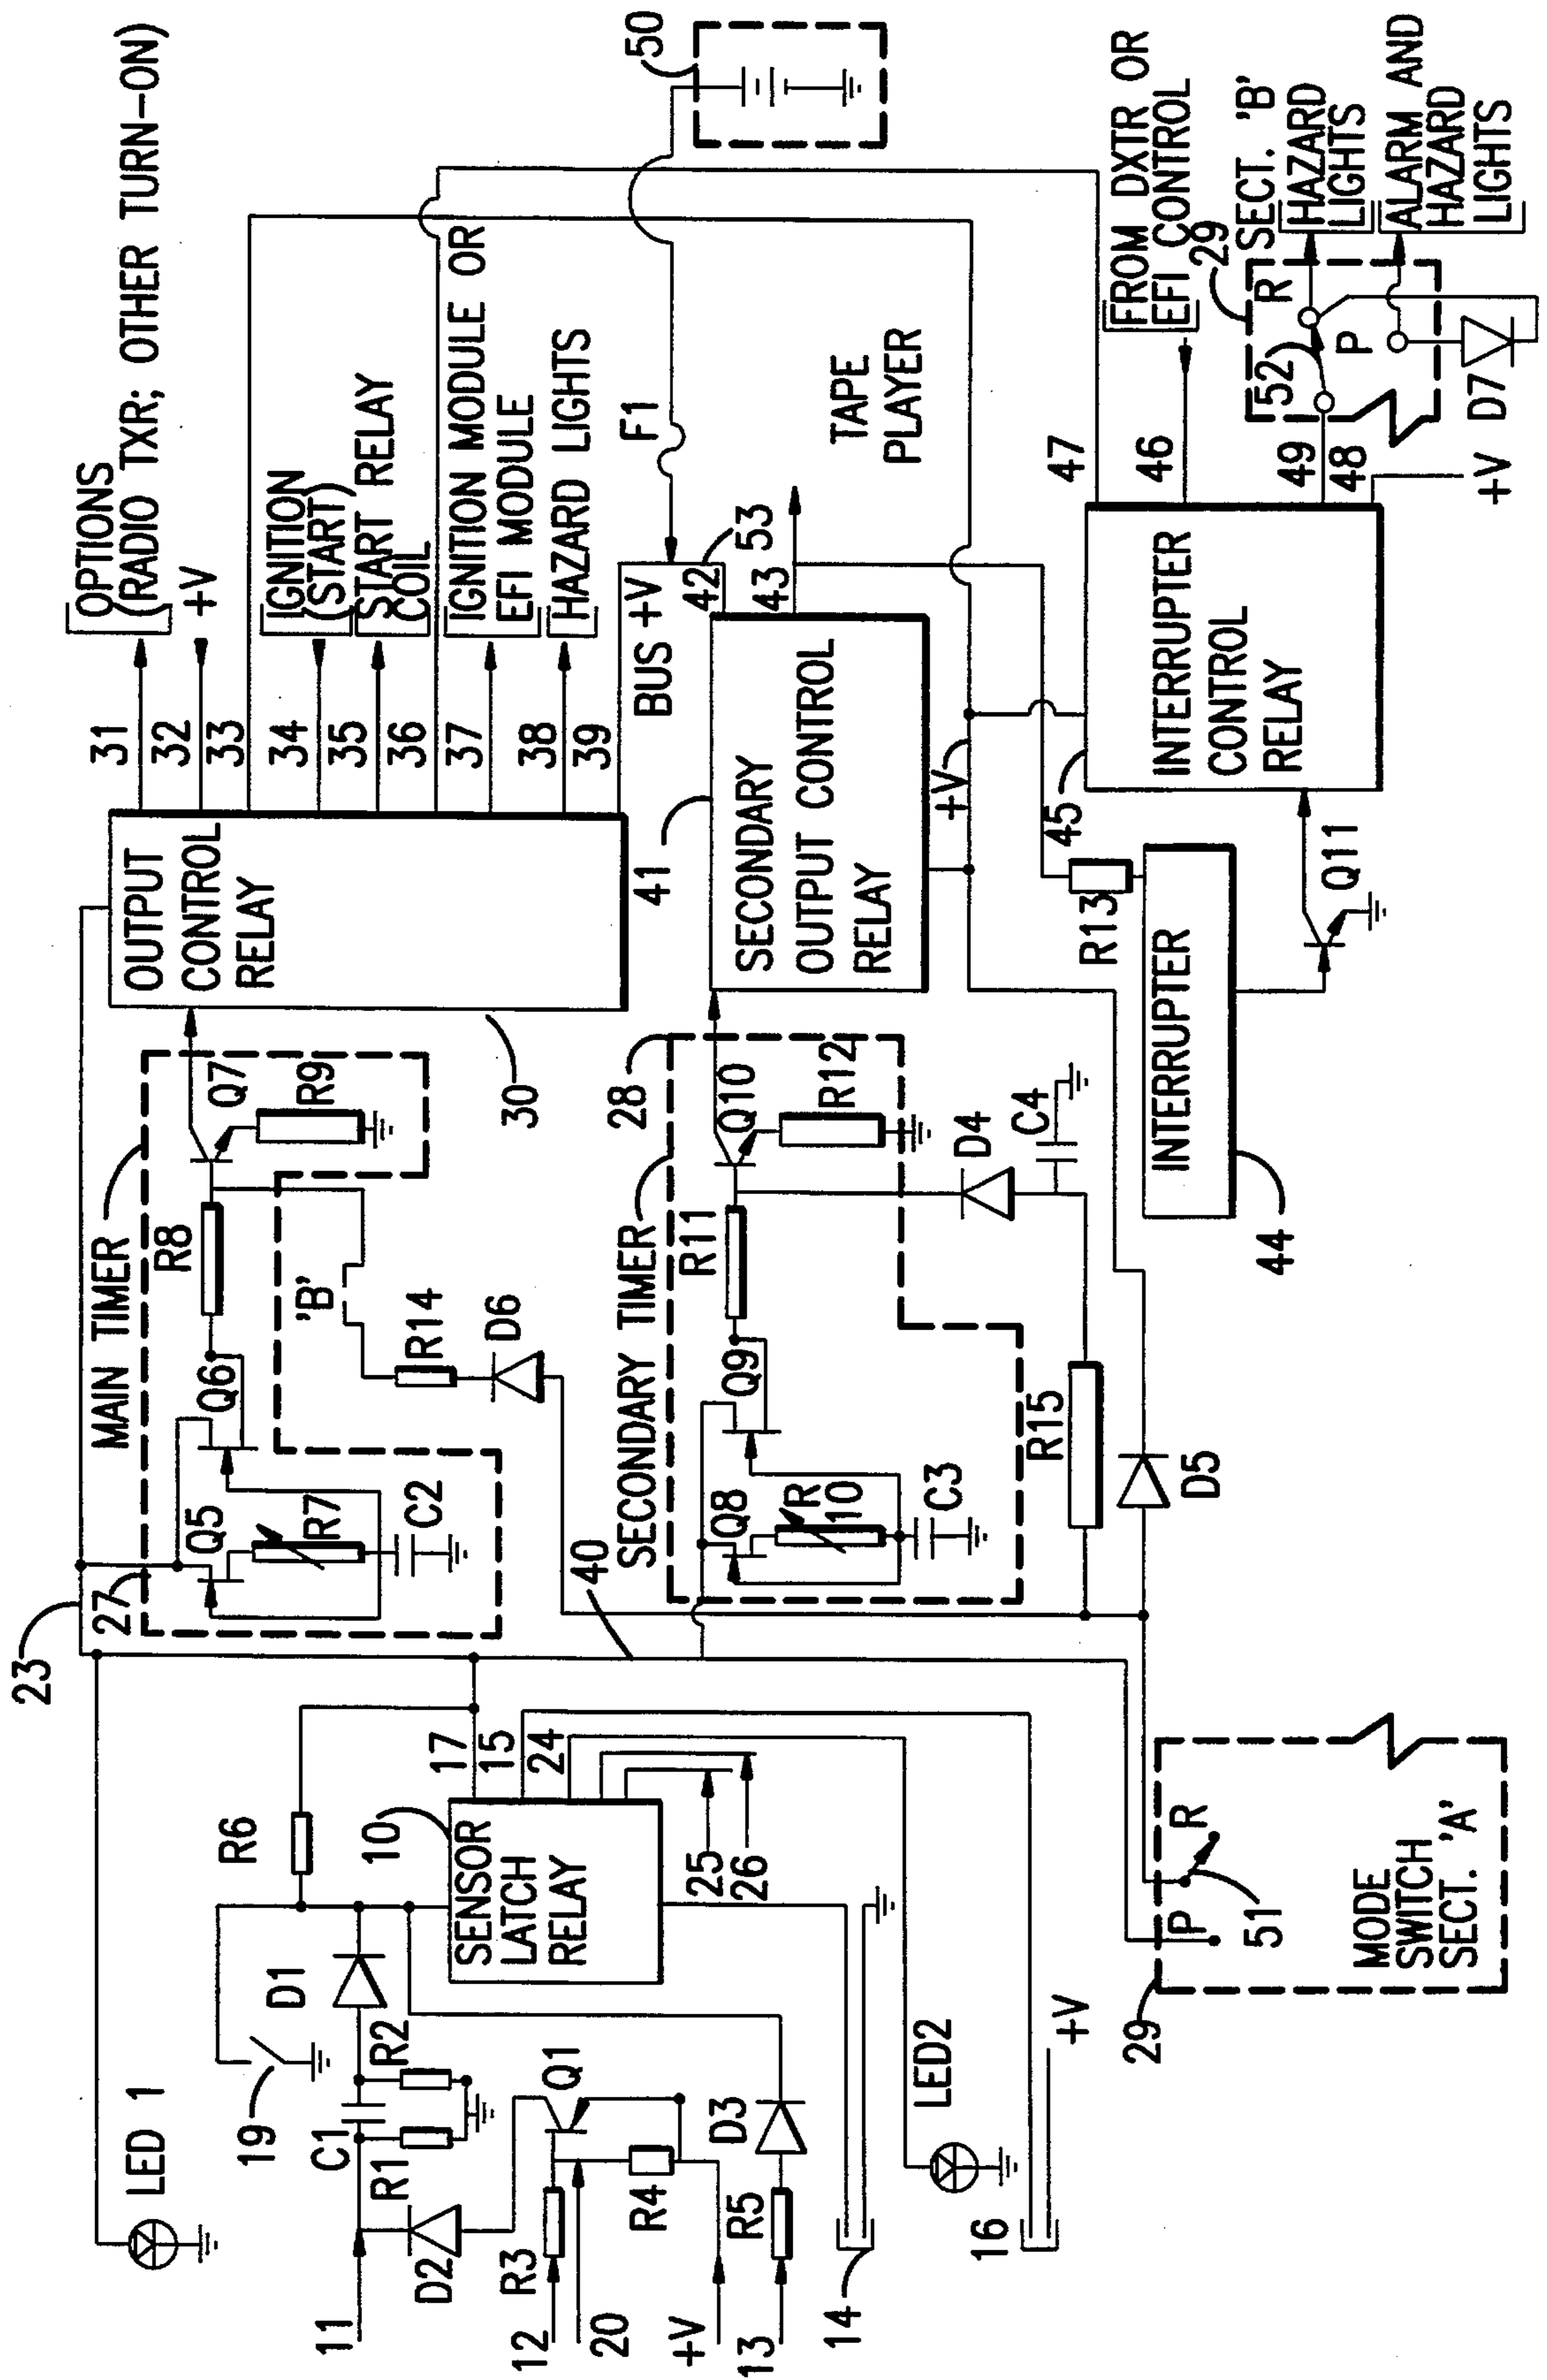 OPTIONS
(RADIO TXR; OTHER TURN-ON)
+V
IGNITION
(START)
START RELAY
COIL
IGNITION MODULE OR
EFI MODULE
HAZARD LIGHTS
31
32
33
34
35
36
37
38
39
OUTPUT
CONTROL
RELAY
30
MAIN TIMER
27
23
Q5
Q6
R7
C2
R8
Q7
R9
'B'
R14
D6
BUS +V
F1
50
42
53
43
TAPE
PLAYER
41
SECONDARY
OUTPUT CONTROL
RELAY
+V
SECONDARY TIMER
28
Q8
Q9
R
10
C3
R11
Q10
R12
D4
C4
R15
D5
40
45
INTERRUPTER
CONTROL
RELAY
47
46
49
48
+V
FROM DXTR OR
EFI CONTROL
29
SECT. 'B'
52
R
P
D7
HAZARD
LIGHTS
ALARM AND
HAZARD
LIGHTS
R13
INTERRUPTER
44
Q11
LED 1
19
R6
D1
R2
C1
R1
D2
11
R3
12
20
Q1
R4
+V
R5
13
D3
10
SENSOR
LATCH
RELAY
17
15
24
25
26
14
LED2
16
+V
29
P
R
51
MODE
SWITCH
SECT. 'A'